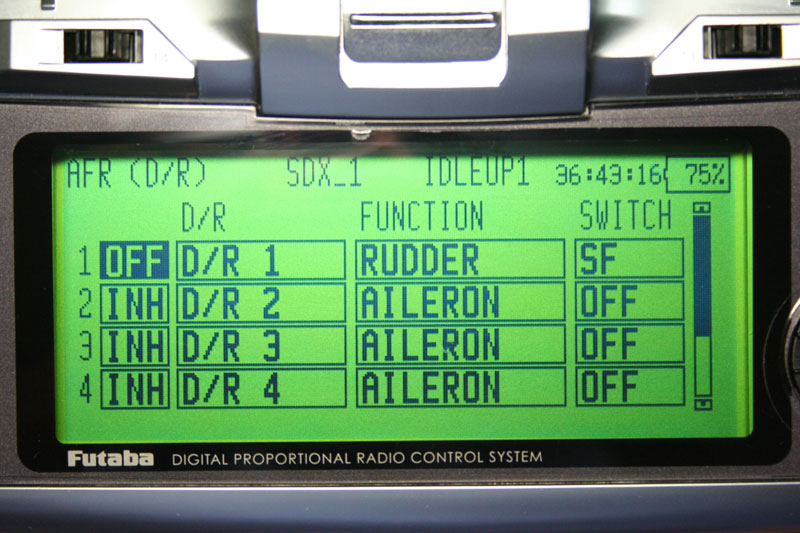 AFR (D/R) SDX_1 IDLEUP1 36:43:16 75%
D/R FUNCTION SWITCH
1 OFF D/R 1 RUDDER SF
2 INH D/R 2 AILERON OFF
3 INH D/R 3 AILERON OFF
4 INH D/R 4 AILERON OFF
Futaba DIGITAL PROPORTIONAL RADIO CONTROL SYSTEM